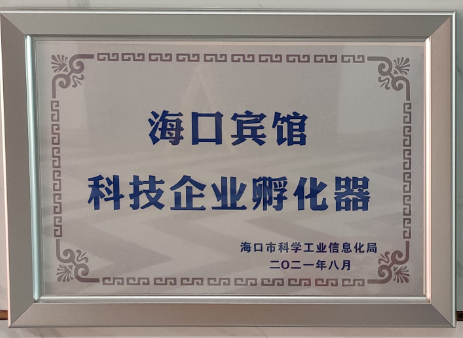 海口宾馆
科技企业孵化器
海口市科学工业信息化局
二〇二一年八月